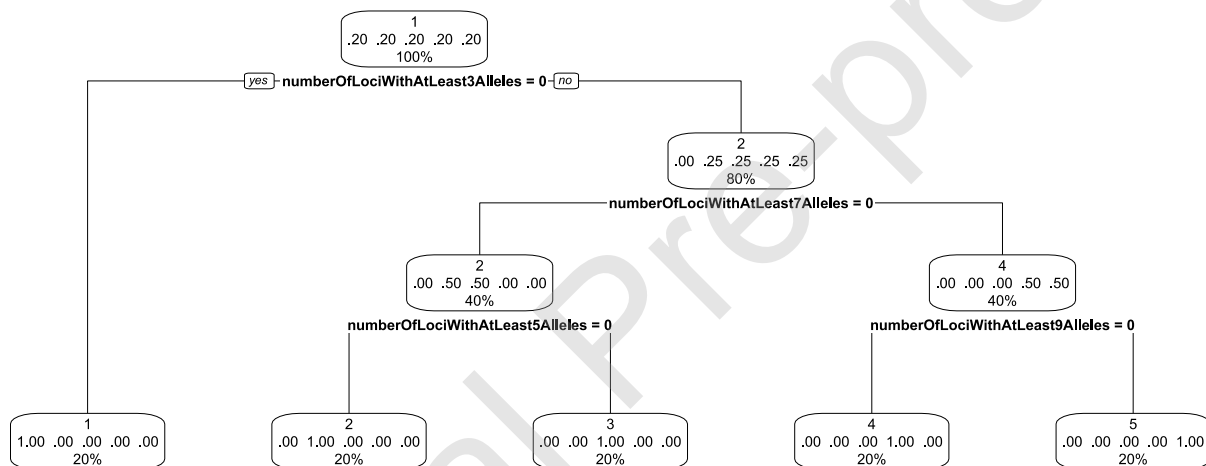 1
.20 .20 .20 .20 .20
100%
yes numberOfLociWithAtLeast3Alleles = 0 no
2
.00 .25 .25 .25 .25
80%
numberOfLociWithAtLeast7Alleles = 0
2
.00 .50 .50 .00 .00
40%
numberOfLociWithAtLeast5Alleles = 0
4
.00 .00 .00 .50 .50
40%
numberOfLociWithAtLeast9Alleles = 0
1
1.00 .00 .00 .00 .00
20%
2
.00 1.00 .00 .00 .00
20%
3
.00 .00 1.00 .00 .00
20%
4
.00 .00 .00 1.00 .00
20%
5
.00 .00 .00 .00 1.00
20%
al Pre-pr